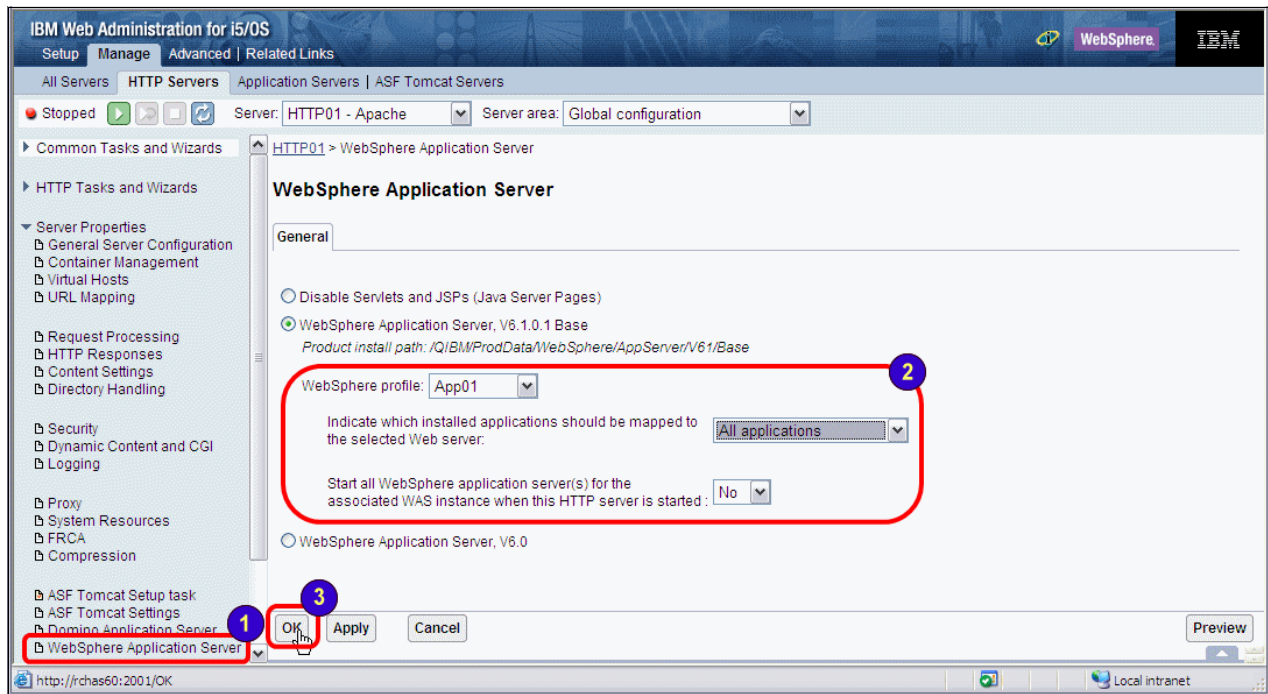 IBM Web Administration for i5/OS
WebSphere.
IBM
Setup Manage Advanced | Related Links
All Servers HTTP Servers Application Servers | ASF Tomcat Servers
Stopped Server: HTTP01 - Apache Server area: Global configuration
Common Tasks and Wizards
HTTP Tasks and Wizards
Server Properties
General Server Configuration
Container Management
Virtual Hosts
URL Mapping
Request Processing
HTTP Responses
Content Settings
Directory Handling
Security
Dynamic Content and CGI
Logging
Proxy
System Resources
FRCA
Compression
ASF Tomcat Setup task
ASF Tomcat Settings
Domino Application Server
1
WebSphere Application Server
HTTP01 > WebSphere Application Server
WebSphere Application Server
General
Disable Servlets and JSPs (Java Server Pages)
WebSphere Application Server, V6.1.0.1 Base
Product install path: /QIBM/ProdData/WebSphere/AppServer/V61/Base
2
WebSphere profile: App01
Indicate which installed applications should be mapped to
the selected Web server:
All applications
Start all WebSphere application server(s) for the
associated WAS instance when this HTTP server is started :
No
WebSphere Application Server, V6.0
3
OK Apply Cancel Preview
http://rchas60:2001/OK
Local intranet